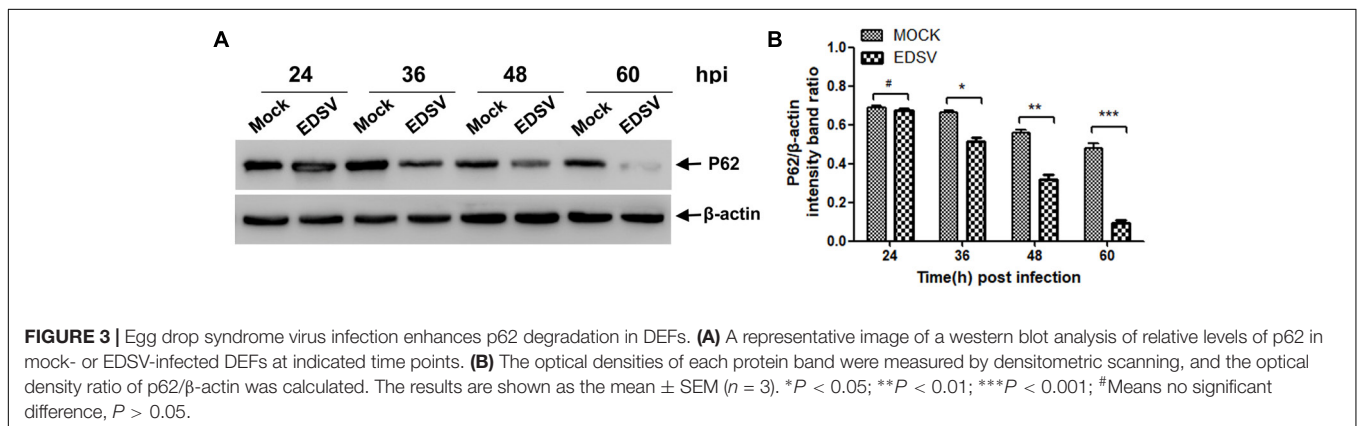 A
24 36 48 60 hpi
Mock EDSV Mock EDSV Mock EDSV Mock EDSV
P62
β-actin
B
MOCK
EDSV
P62/β-actin
intensity band ratio
1.0
0.8
0.6
0.4
0.2
0.0
# * ** ***
24 36 48 60
Time(h) post infection
FIGURE 3 | Egg drop syndrome virus infection enhances p62 degradation in DEFs. (A) A representative image of a western blot analysis of relative levels of p62 in
mock- or EDSV-infected DEFs at indicated time points. (B) The optical densities of each protein band were measured by densitometric scanning, and the optical
density ratio of p62/β-actin was calculated. The results are shown as the mean ± SEM (n = 3). *P < 0.05; **P < 0.01; ***P < 0.001; #Means no significant
difference, P > 0.05.